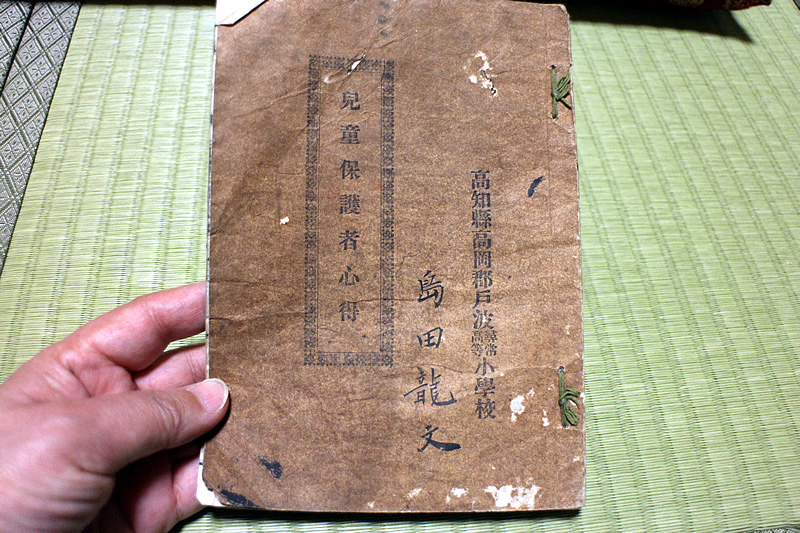 高知縣高岡郡戸波尋常高等小學校
島田龍文
兒童保護者心得